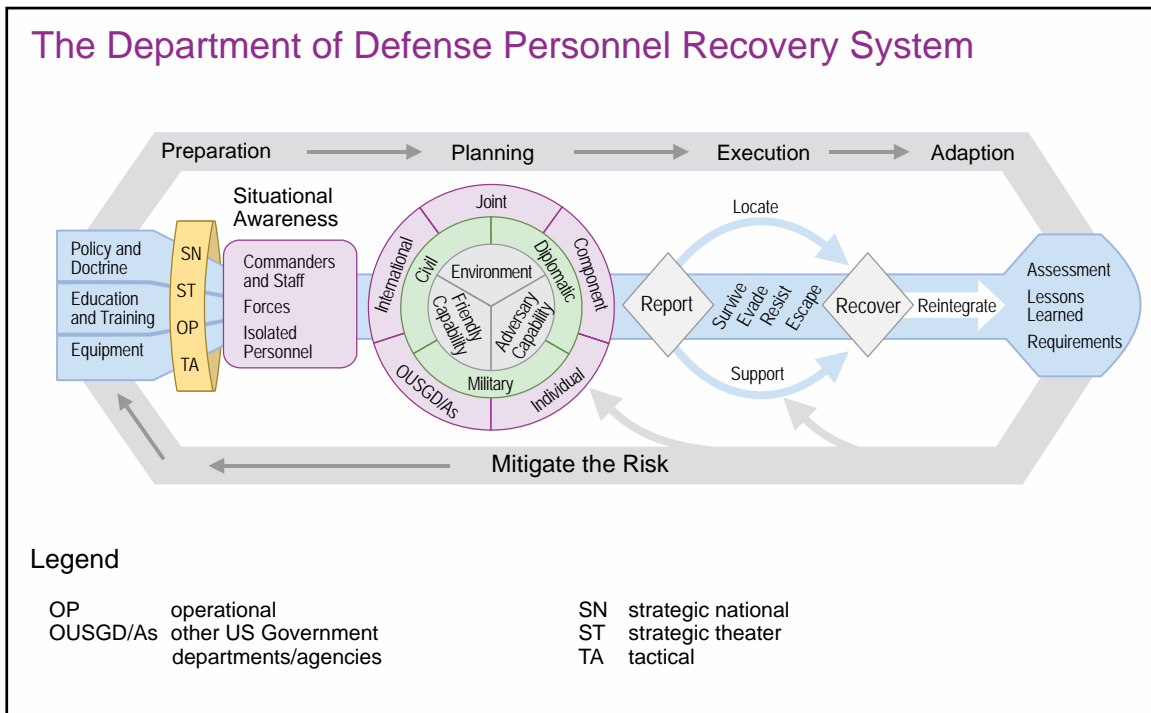 The Department of Defense Personnel Recovery System
Preparation
Planning
Execution
Adaption
Situational
Awareness
Policy and
Doctrine
Education
and Training
Equipment
SN
ST
OP
TA
Commanders
and Staff
Forces
Isolated
Personnel
Joint
International
Component
OUSGD/As
Individual
Civil
Diplomatic
Military
Environment
Friendly
Capability
Adversary
Capability
Report
Locate
Survive
Evade
Resist
Escape
Support
Recover
Reintegrate
Assessment
Lessons
Learned
Requirements
Mitigate the Risk
Legend
OP operational
OUSGD/As other US Government
departments/agencies
SN strategic national
ST strategic theater
TA tactical